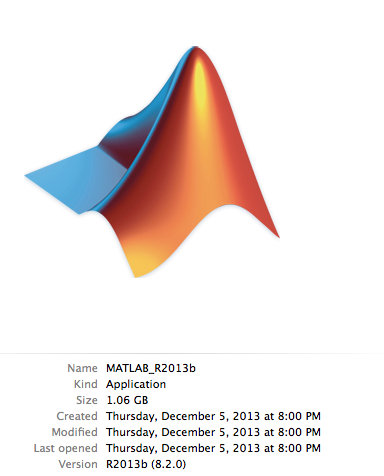 Name MATLAB_R2013b
Kind Application
Size 1.06 GB
Created Thursday, December 5, 2013 at 8:00 PM
Modified Thursday, December 5, 2013 at 8:00 PM
Last opened Thursday, December 5, 2013 at 8:00 PM
Version R2013b (8.2.0)